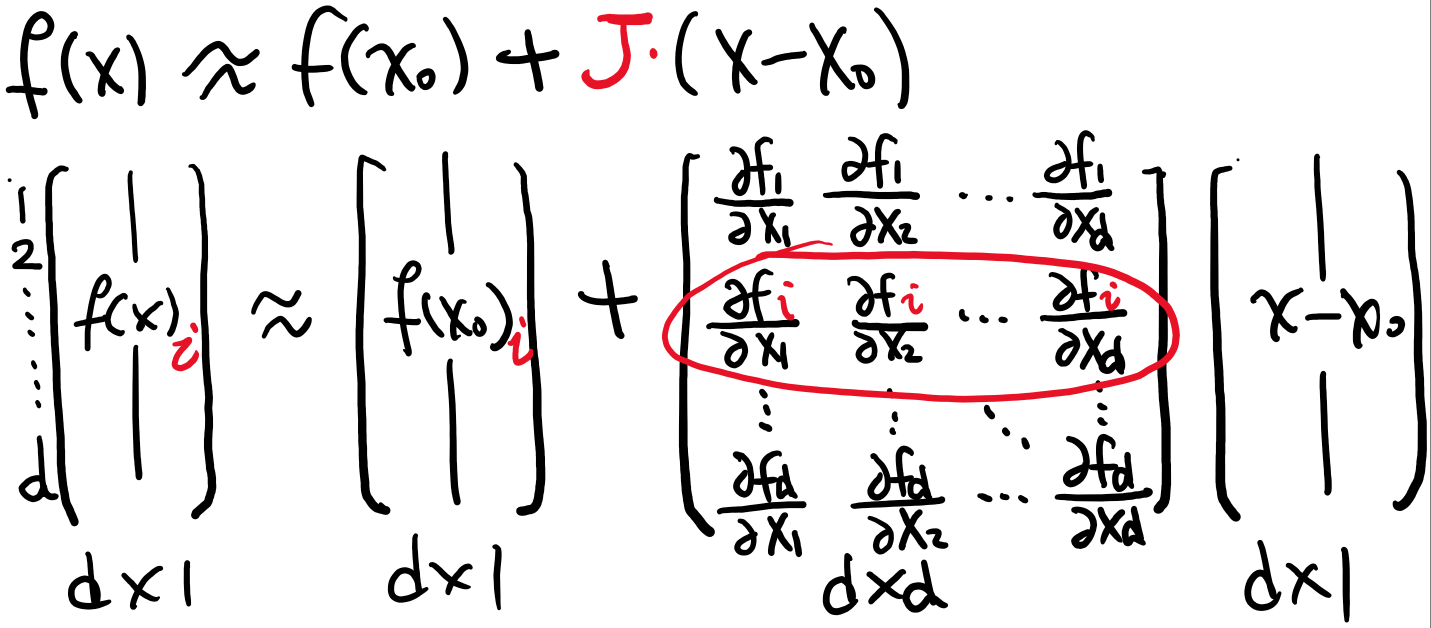 f(x) ≈ f(x₀) + J·(x−x₀)
∂f₁/∂x₁ ∂f₁/∂x₂ ... ∂f₁/∂x_d
1
2
⋮
d
[f(x)ᵢ] ≈ [f(x₀)ᵢ] + [∂fᵢ/∂x₁ ∂fᵢ/∂x₂ ... ∂fᵢ/∂x_d] [x−x₀]
⋮ ⋮ ⋱ ⋮
∂f_d/∂x₁ ∂f_d/∂x₂ ... ∂f_d/∂x_d
d×1 d×1 d×d d×1